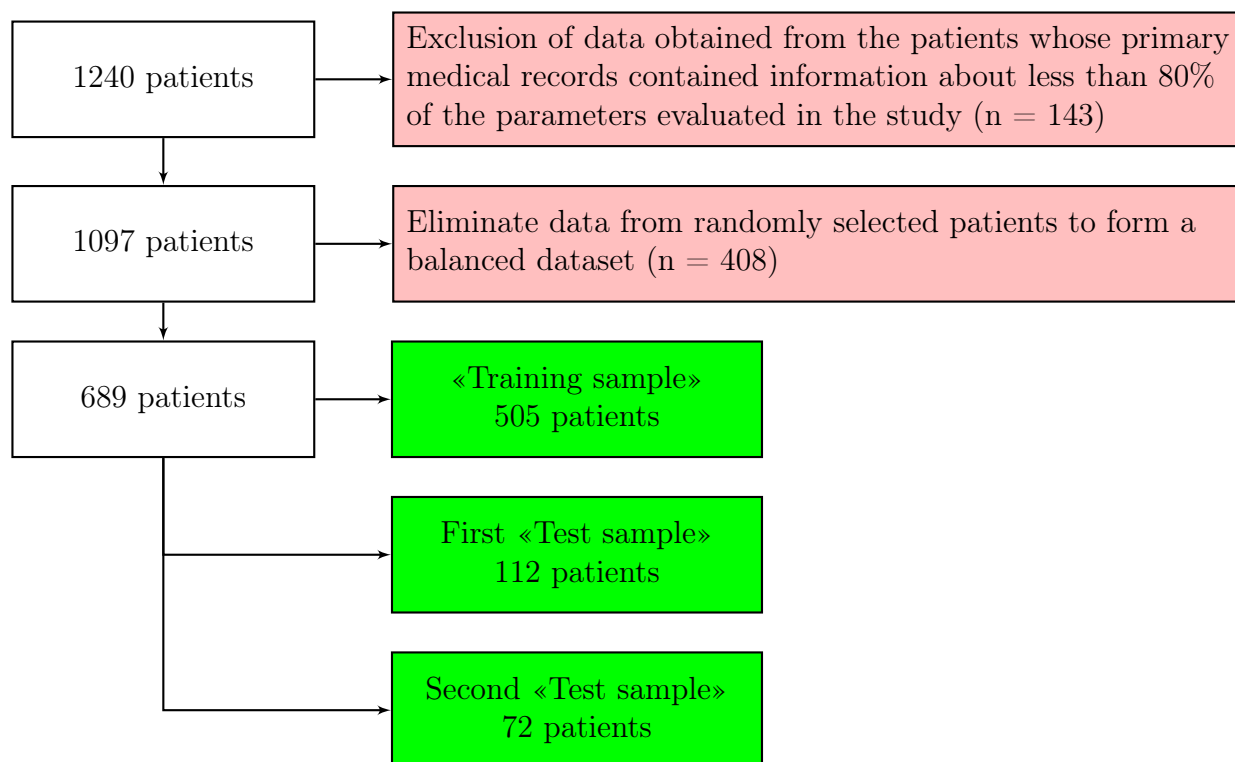 1240 patients
Exclusion of data obtained from the patients whose primary
medical records contained information about less than 80%
of the parameters evaluated in the study (n = 143)
1097 patients
Eliminate data from randomly selected patients to form a
balanced dataset (n = 408)
689 patients
«Training sample»
505 patients
First «Test sample»
112 patients
Second «Test sample»
72 patients